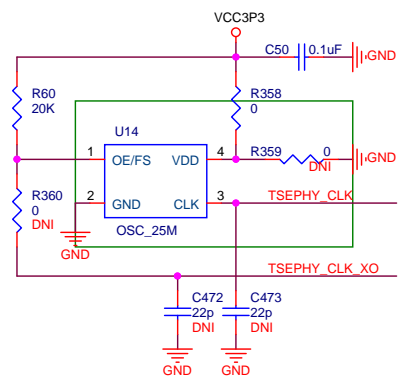 VCC3P3
C50 0.1uF
GND
R60
20K
R358
0
U14
1 OE/FS VDD 4
R359 0
DNI
GND
R360
0
DNI
2 GND CLK 3
TSEPHY_CLK
OSC_25M
GND
TSEPHY_CLK_XO
C472
22p
DNI
C473
22p
DNI
GND
GND